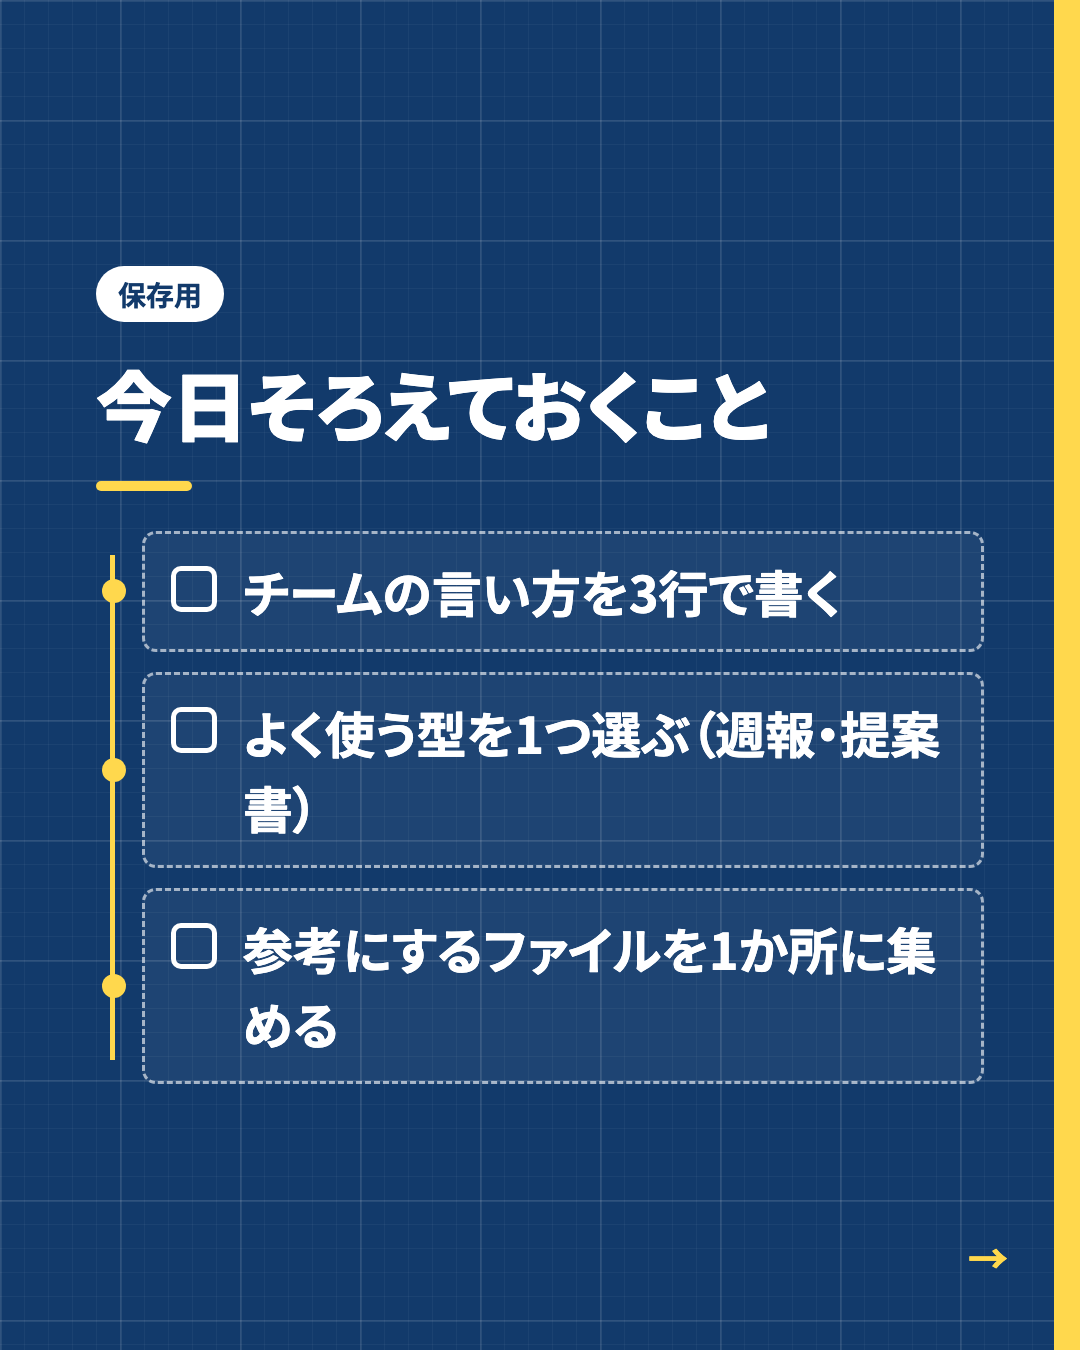 保存用
今日そろえておくこと
チームの言い方を3行で書く
よく使う型を1つ選ぶ（週報・提案
書）
参考にするファイルを1か所に集
める
→